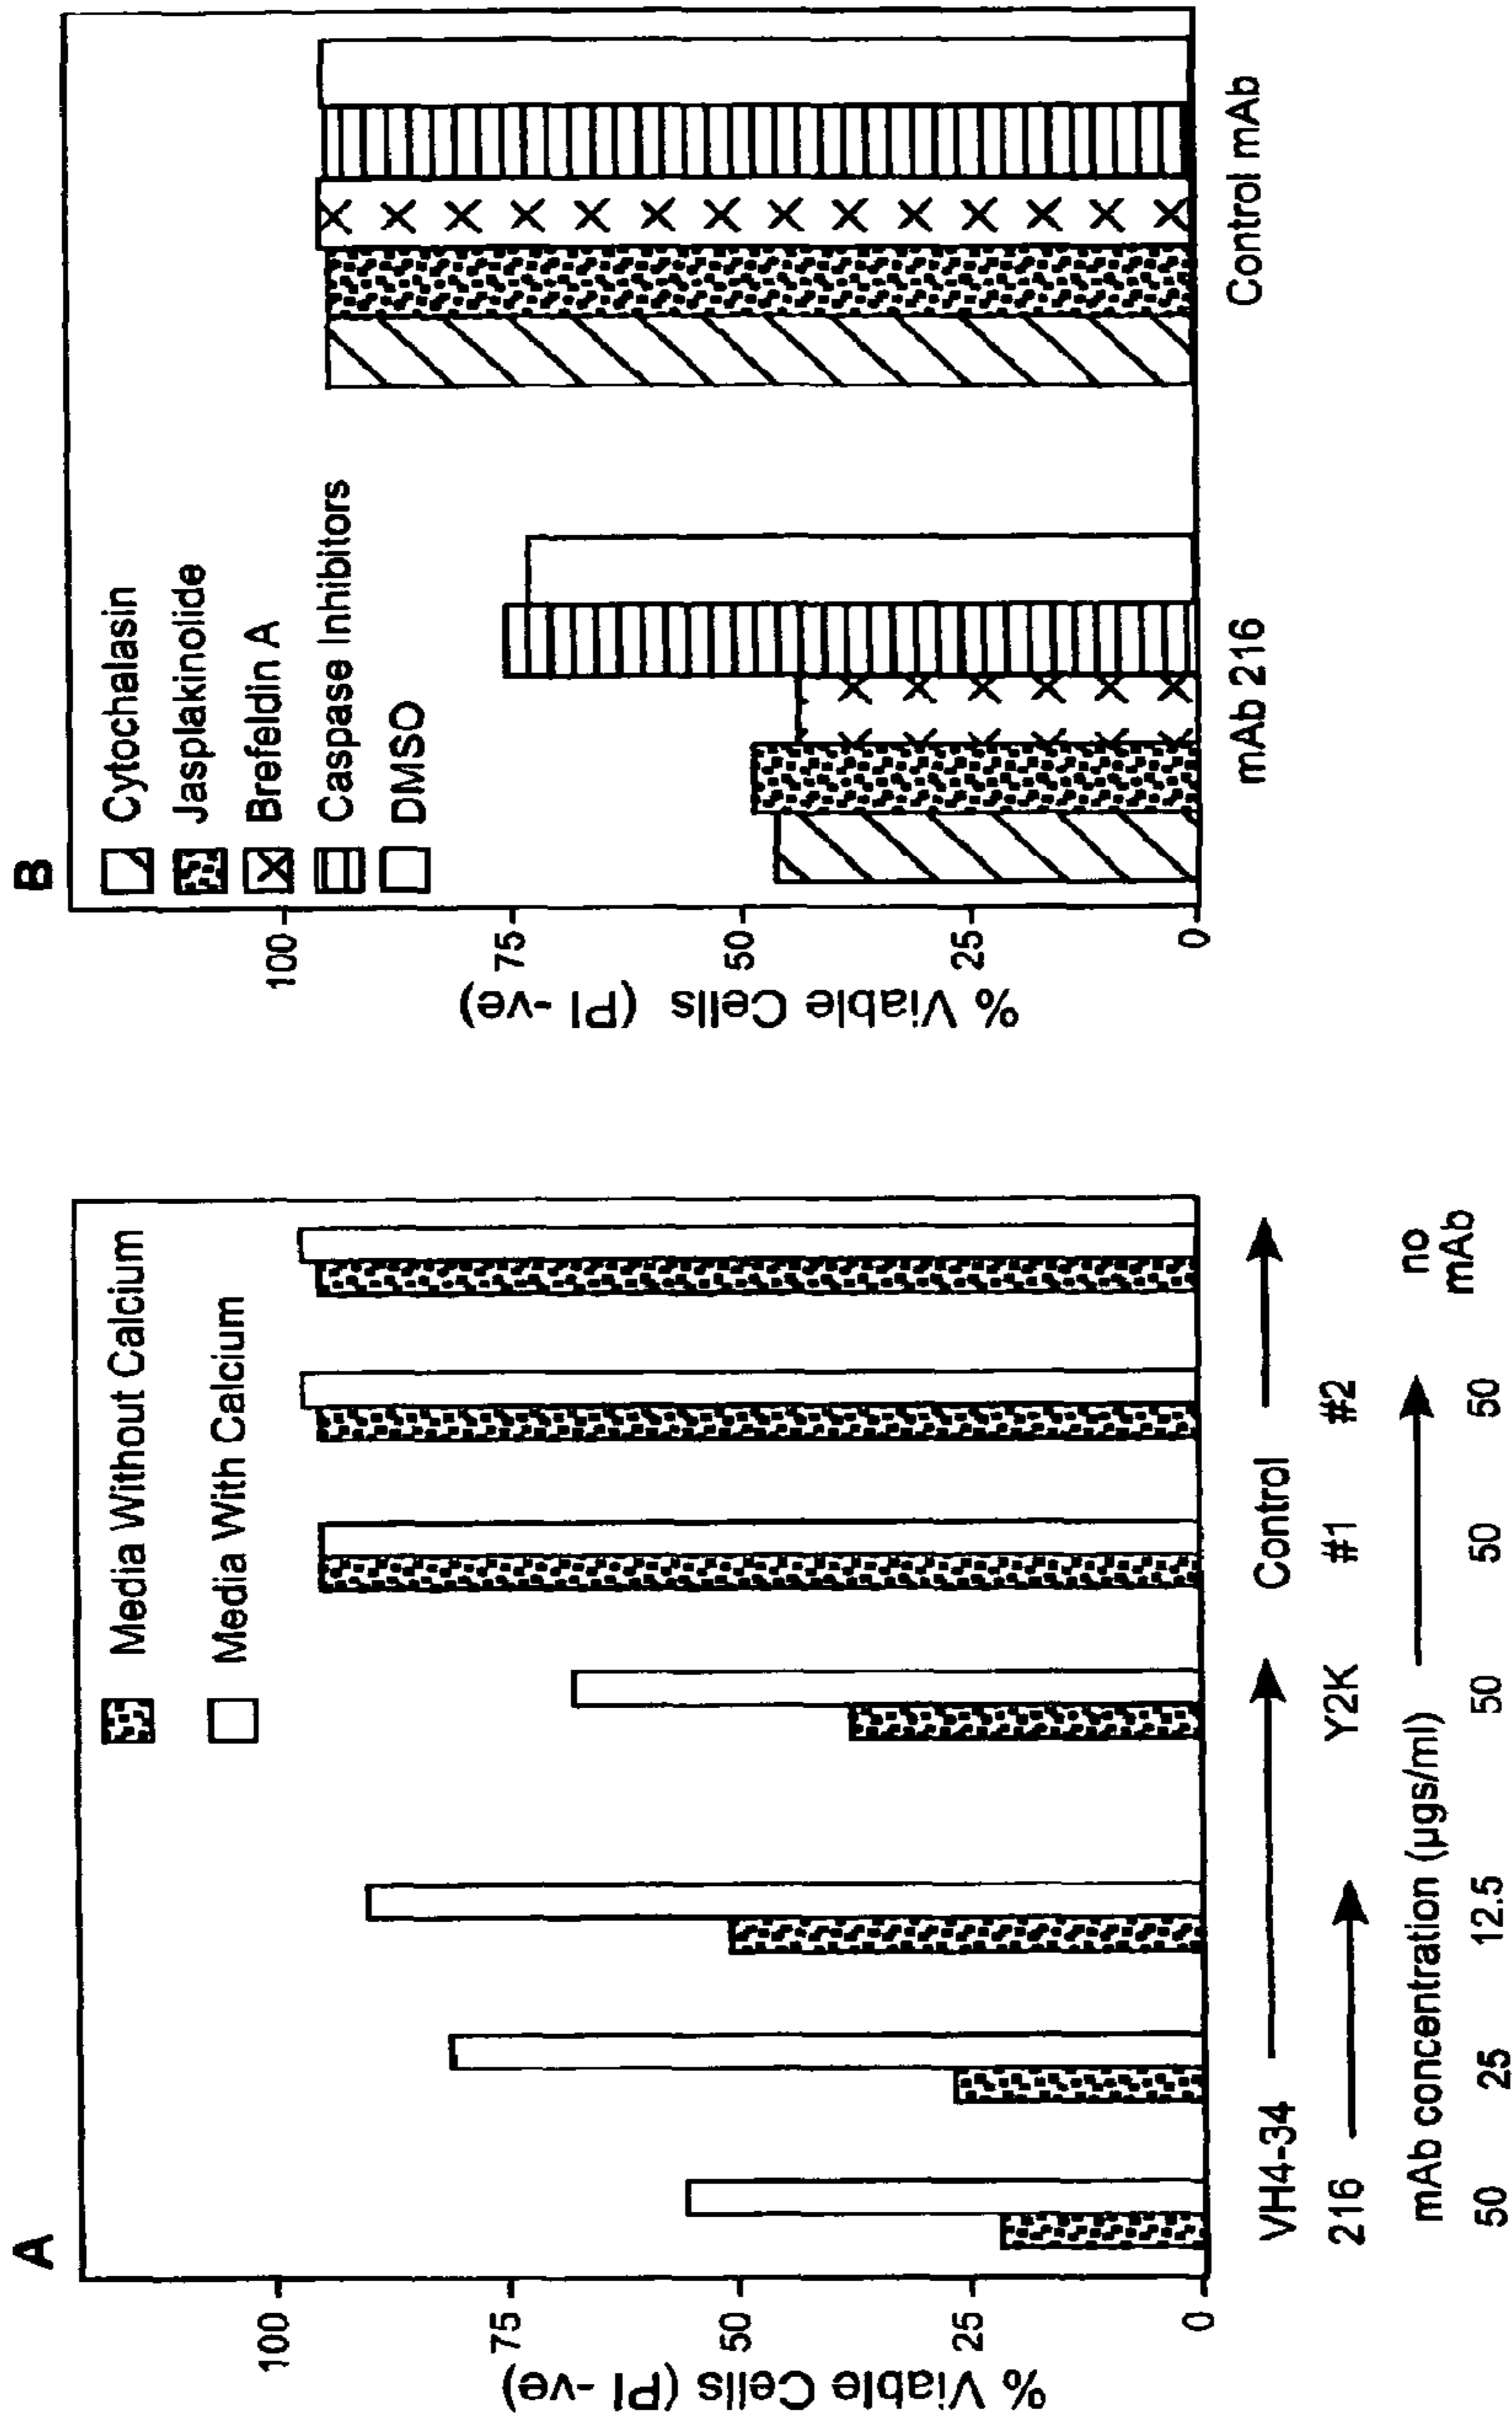 A
% Viable Cells (PI -ve)
100
75
50
25
0
Media Without Calcium
Media With Calcium
VH4-34 Control
216 Y2K #1 #2
mAb concentration (µgs/ml) no mAb
50 25 12.5 50 50 50
B
% Viable Cells (PI -ve)
100
75
50
25
0
Cytochalasin
Jasplakinolide
Brefeldin A
Caspase Inhibitors
DMSO
mAb 216 Control mAb